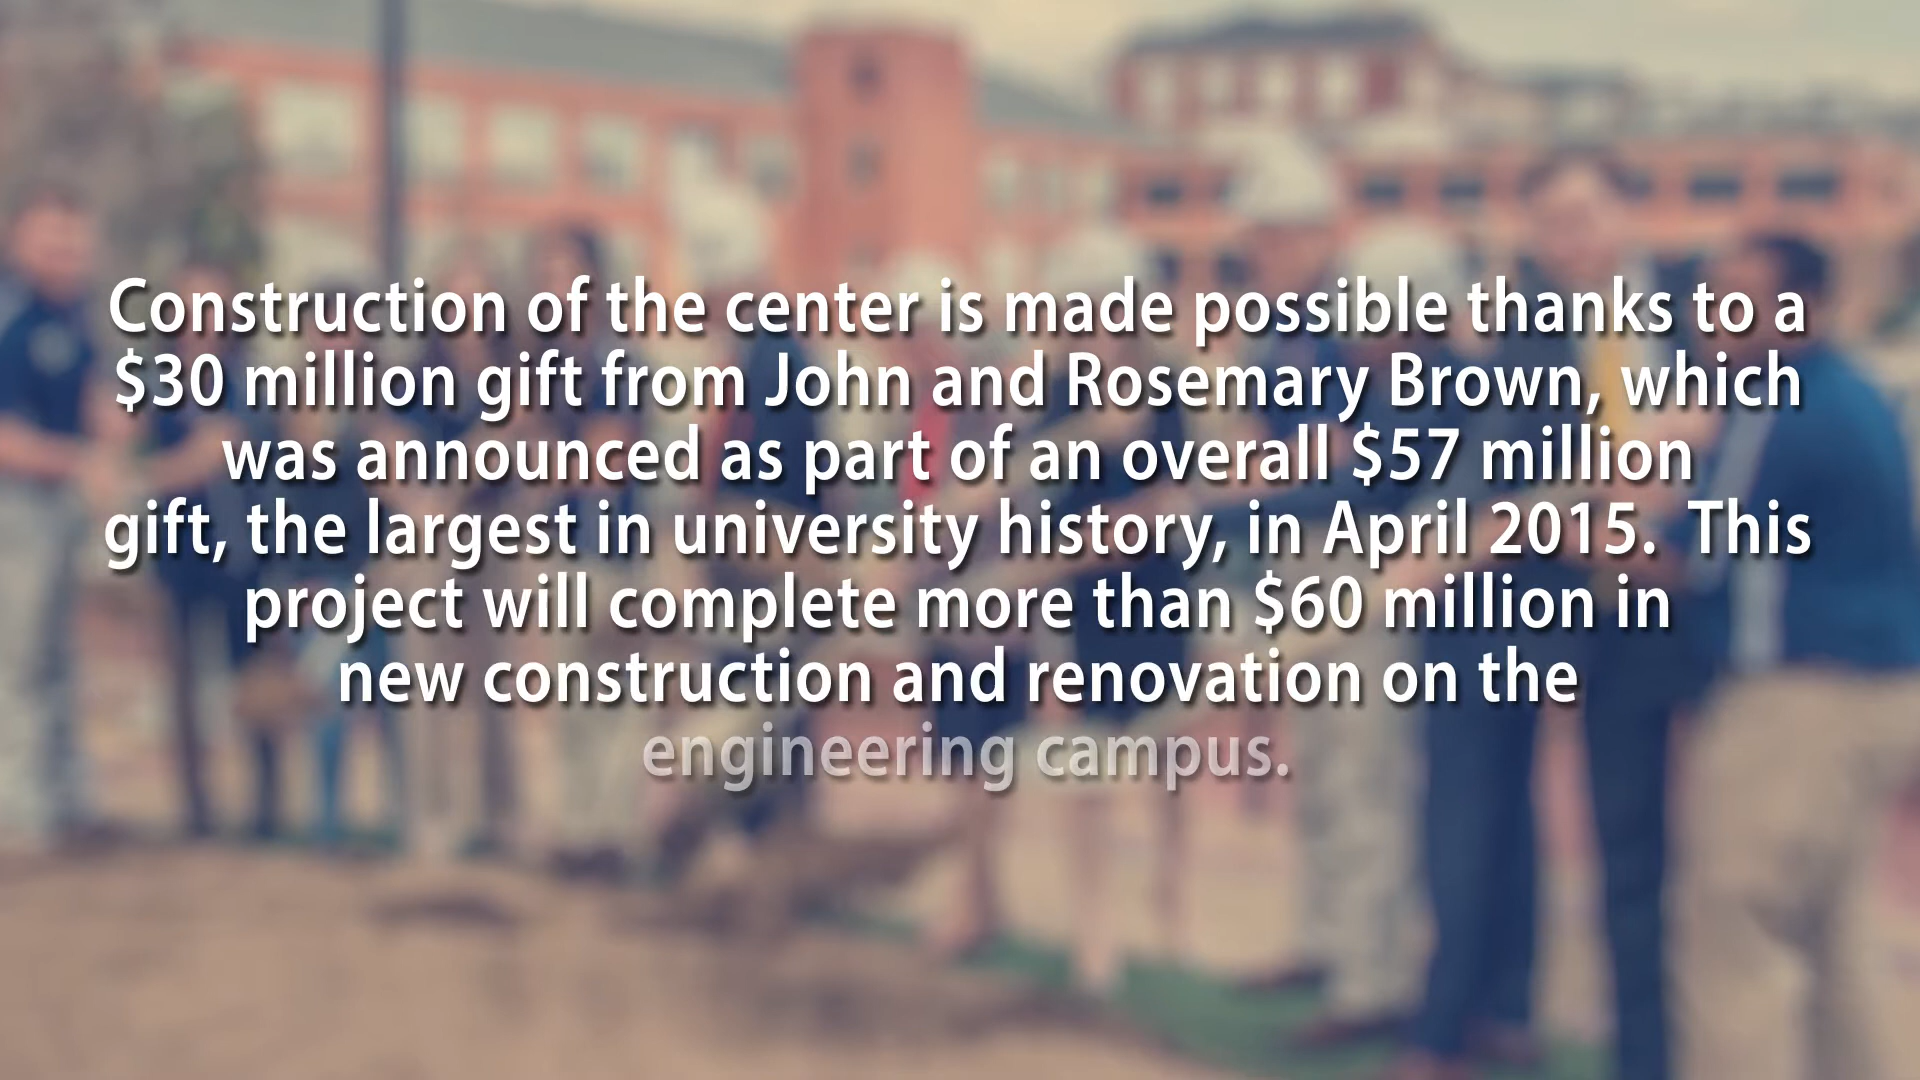 Construction of the center is made possible thanks to a
$30 million gift from John and Rosemary Brown, which
was announced as part of an overall $57 million
gift, the largest in university history, in April 2015.  This
project will complete more than $60 million in
new construction and renovation on the
engineering campus.